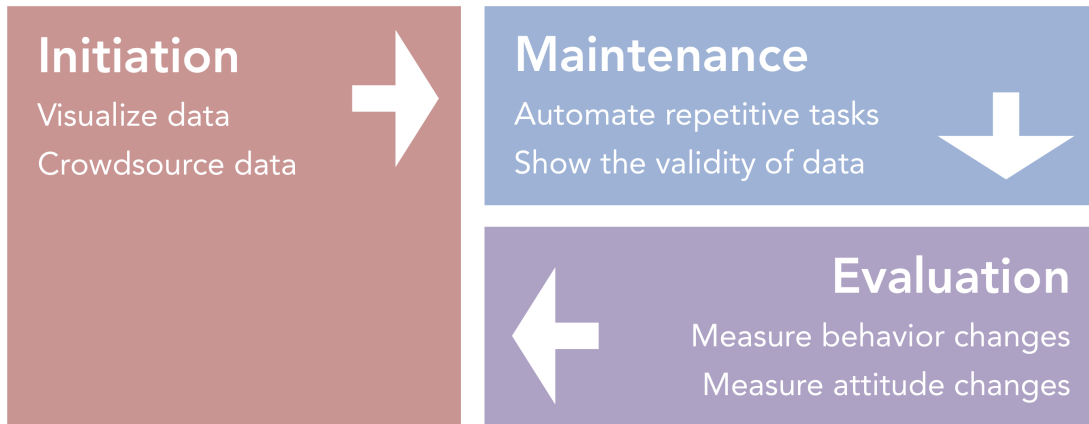 Initiation
Visualize data
Crowdsource data
Maintenance
Automate repetitive tasks
Show the validity of data
Evaluation
Measure behavior changes
Measure attitude changes